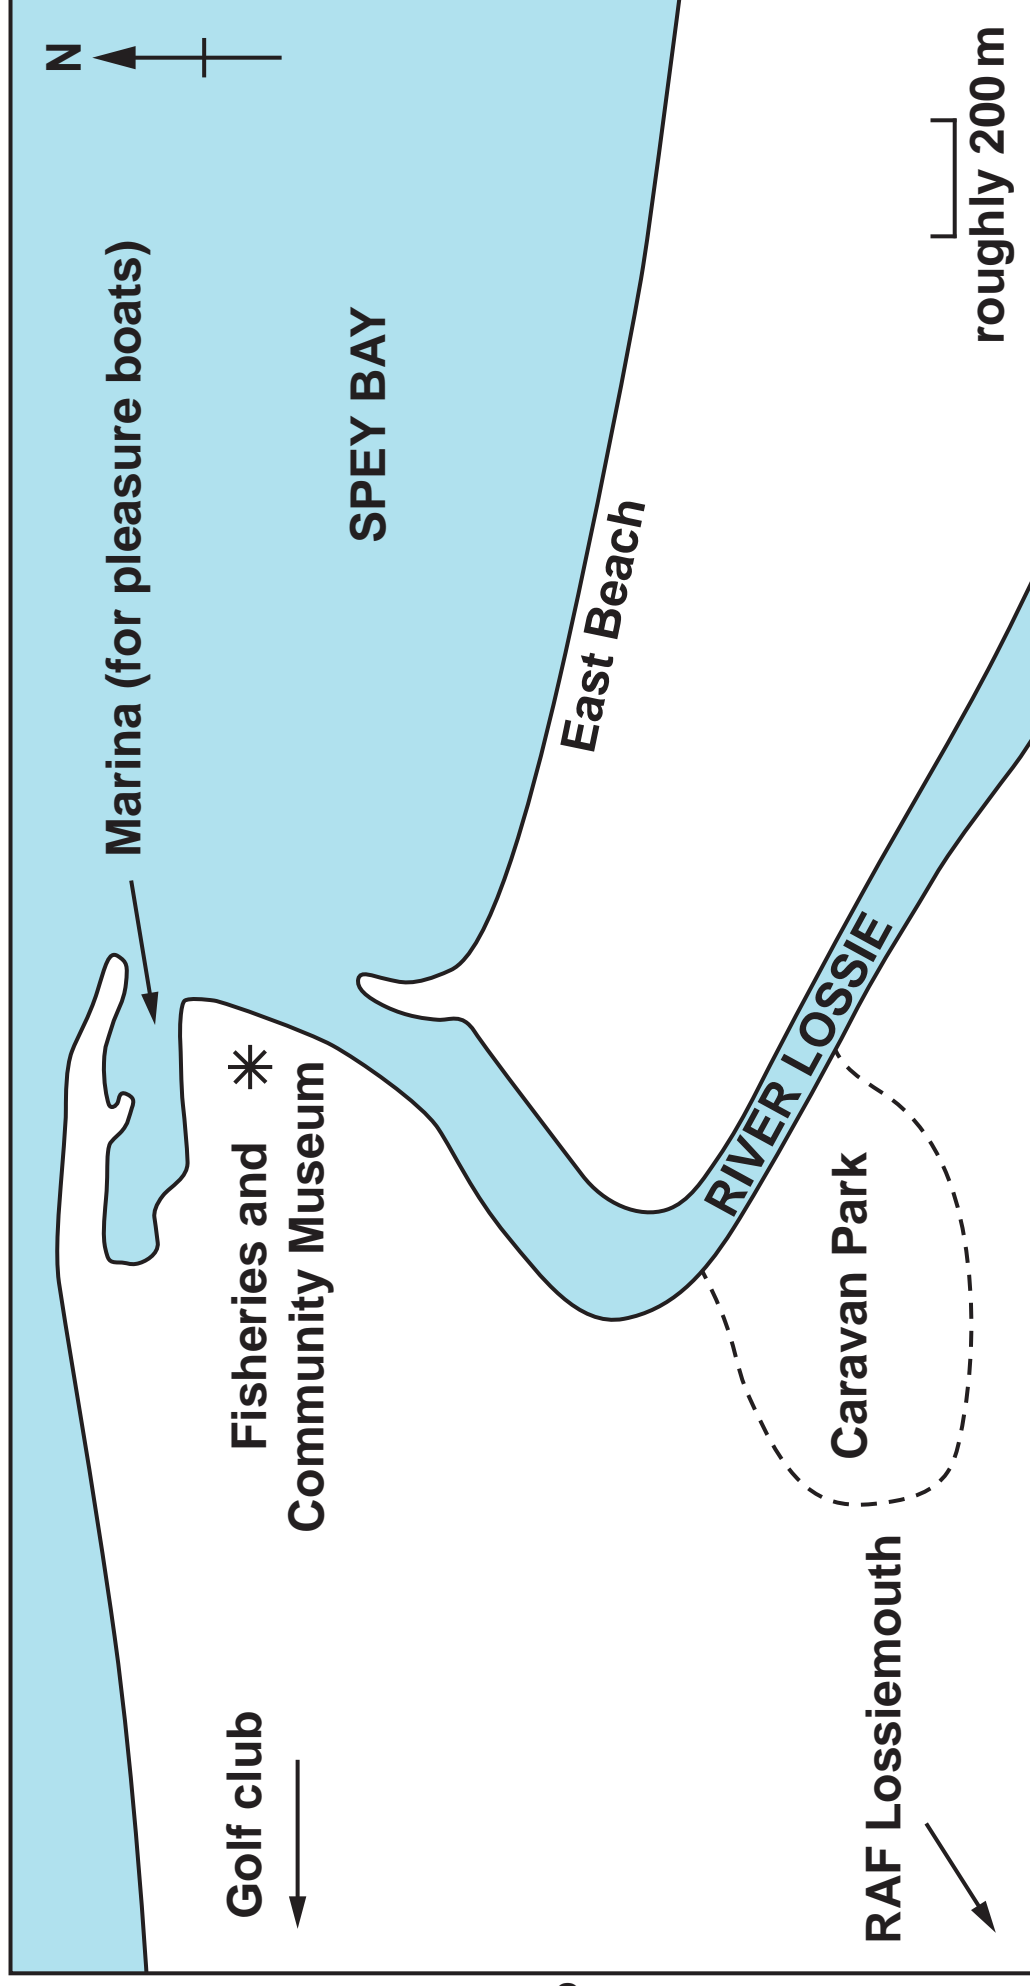 N
Marina (for pleasure boats)
SPEY BAY
Fisheries and
Community Museum
Golf club
East Beach
RIVER LOSSIE
Caravan Park
RAF Lossiemouth
roughly 200 m